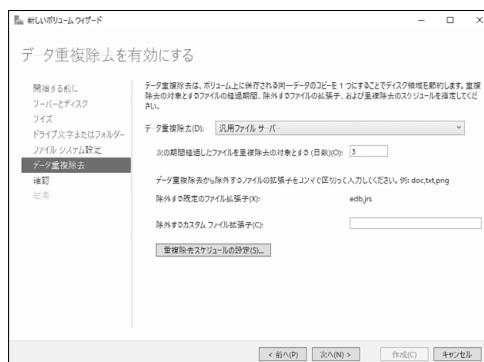 新しいボリューム ウィザード
データ重複除去を有効にする
開始する前に
サーバーとディスク
サイズ
ドライブ文字またはフォルダー
ファイル システム設定
データ重複除去
確認
結果
データ重複除去は、ボリューム上に保存される同一データのコピーを 1 つにすることでディスク領域を節約します。重複
除去の対象とするファイルの経過期間、除外するファイルの拡張子、および重複除去のスケジュールを指定してくだ
さい。
データ重複除去(D): 汎用ファイル サーバー
次の期間経過したファイルを重複除去の対象とする (日数)(O): 3
データ重複除去から除外するファイルの拡張子をコンマで区切って入力してください。例: doc,txt,png
除外する既定のファイル拡張子(X): edb,jrs
除外するカスタム ファイル拡張子(C):
重複除去スケジュールの設定(S)...
< 前へ(P) 次へ(N) > 作成(C) キャンセル